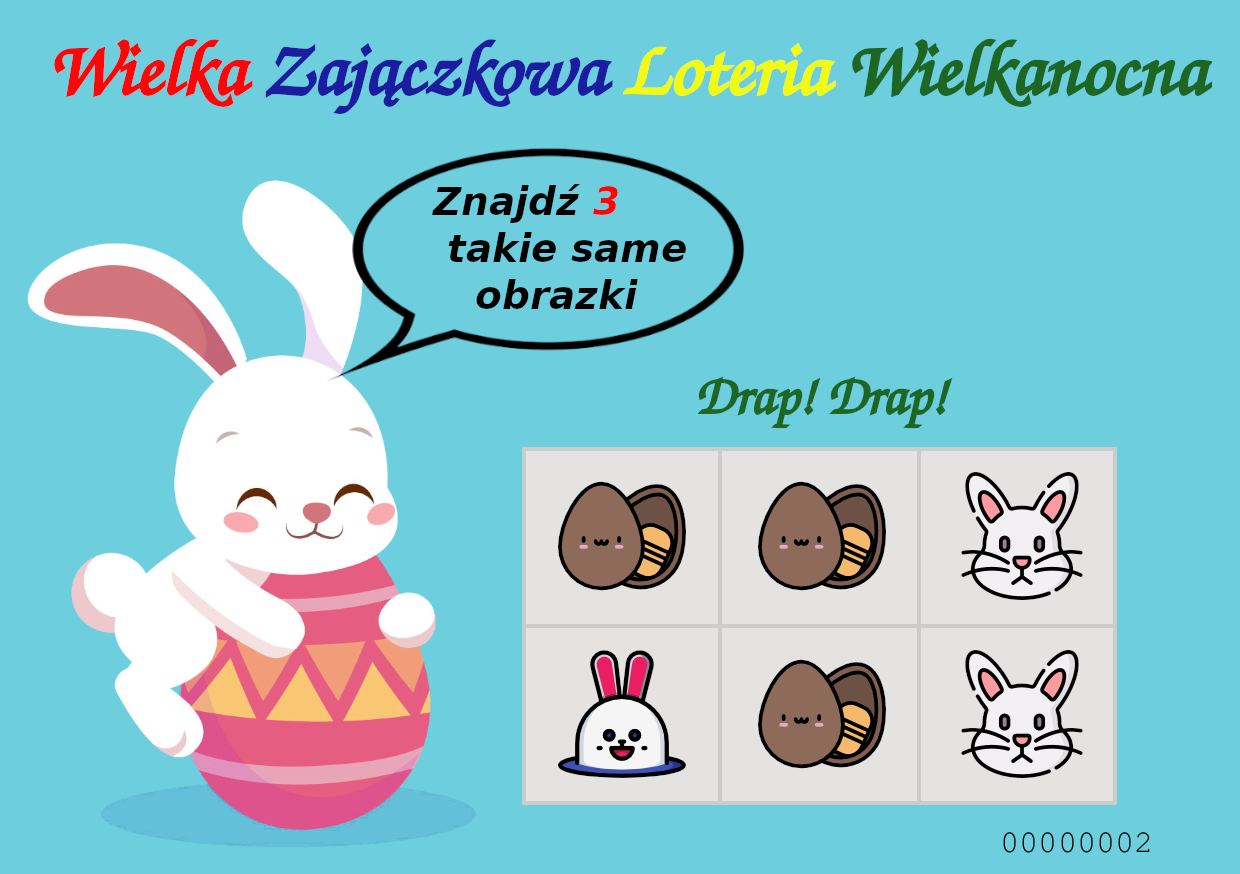 Wielka Zajączkowa Loteria Wielkanocna
Znajdź 3
takie same
obrazki
Drap! Drap!
00000002